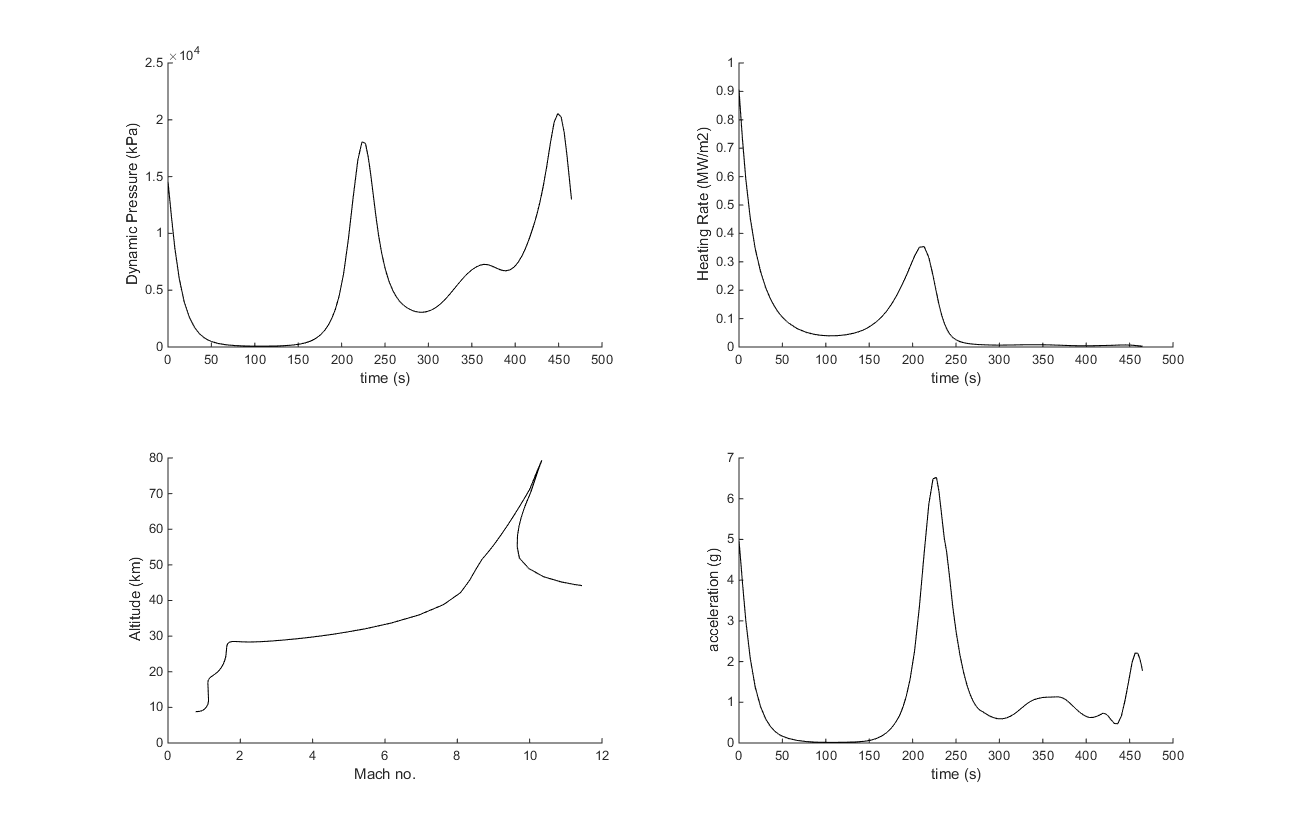 ×10^4
2.5
2
1.5
1
0.5
0
Dynamic Pressure (kPa)
0 50 100 150 200 250 300 350 400 450 500
time (s)
1
0.9
0.8
0.7
0.6
0.5
0.4
0.3
0.2
0.1
0
Heating Rate (MW/m2)
0 50 100 150 200 250 300 350 400 450 500
time (s)
80
70
60
50
40
30
20
10
0
Altitude (km)
0 2 4 6 8 10 12
Mach no.
7
6
5
4
3
2
1
0
acceleration (g)
0 50 100 150 200 250 300 350 400 450 500
time (s)